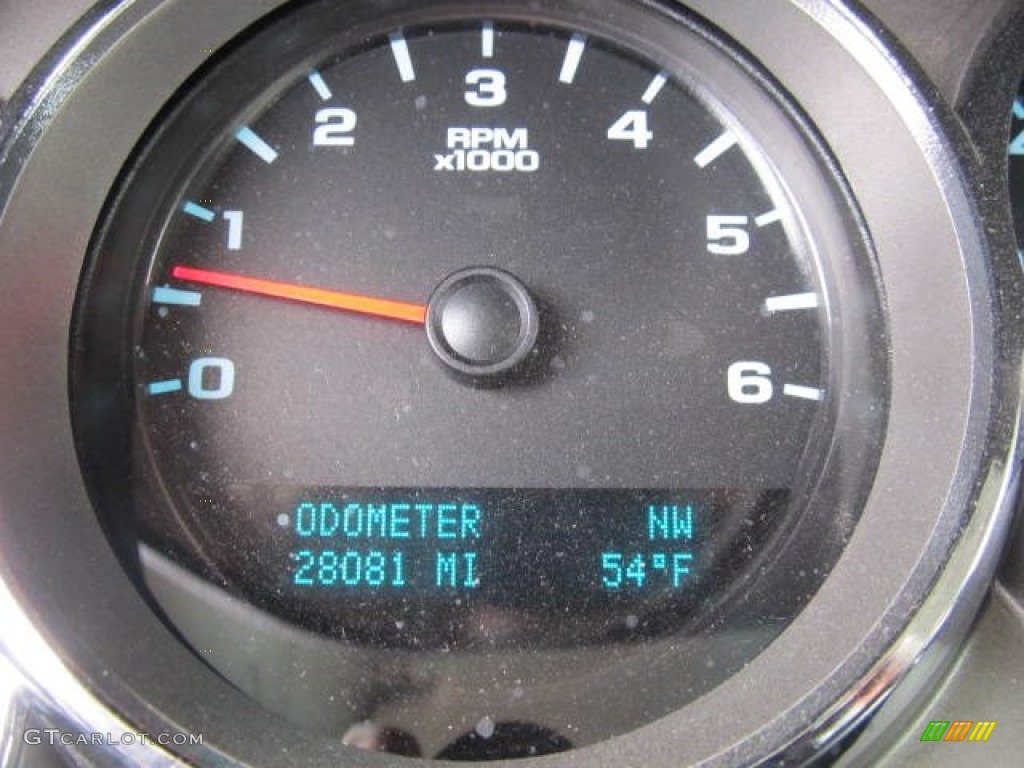 3
2
4
RPM
x1000
1
5
0
6
ODOMETER NW
28081 MI 54°F
GTCARLOT.COM